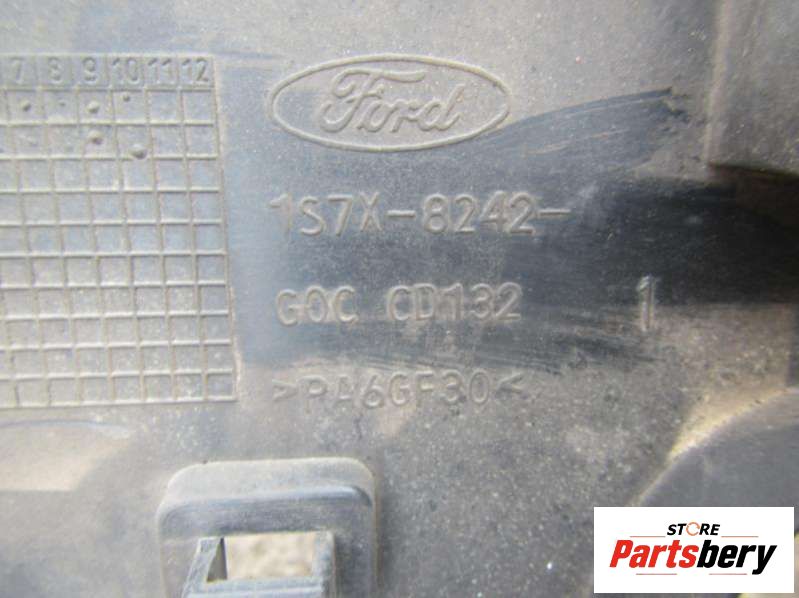 7 8 9 10 11 12
Ford
1S7X-8242-
GOC CD132 1
>PA6GF30<
STORE
Partsbery